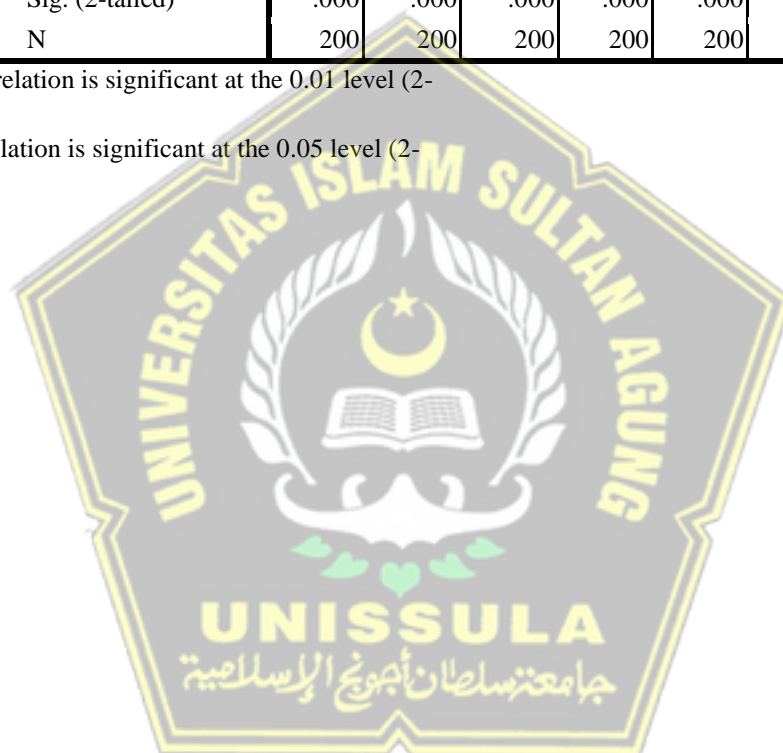 Sig. (2-tailed) .000 .000 .000 .000 .000
N 200 200 200 200 200
relation is significant at the 0.01 level (2-
lation is significant at the 0.05 level (2-
UNIVERSITAS ISLAM SULTAN AGUNG
UNISSULA
جامعة سلطان أجونج الإسلامية